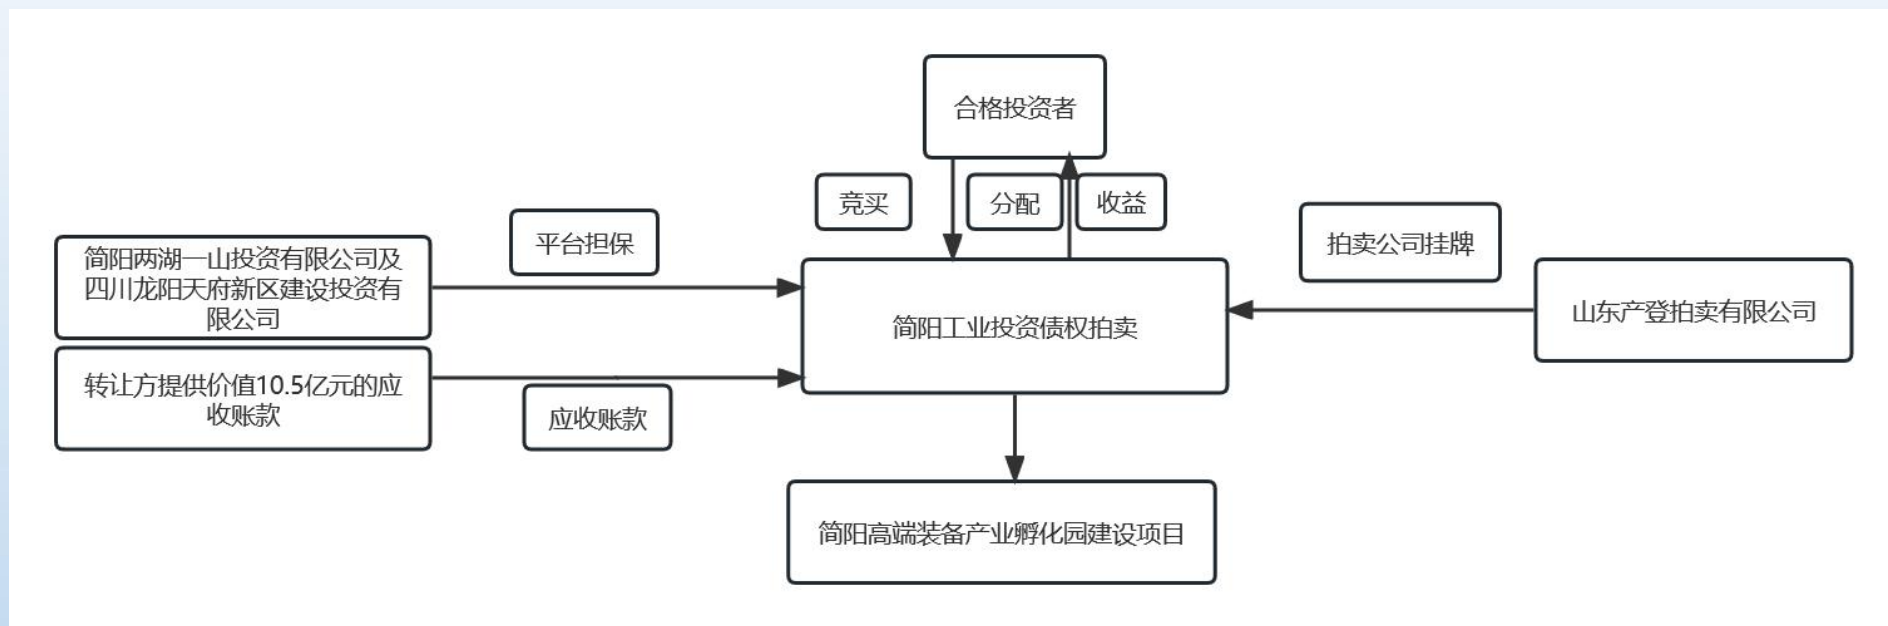 合格投资者
竞买
分配
收益
平台担保
拍卖公司挂牌
简阳两湖一山投资有限公司及
四川龙阳天府新区建设投资有
限公司
简阳工业投资债权拍卖
山东产登拍卖有限公司
转让方提供价值10.5亿元的应
收账款
应收账款
简阳高端装备产业孵化园建设项目